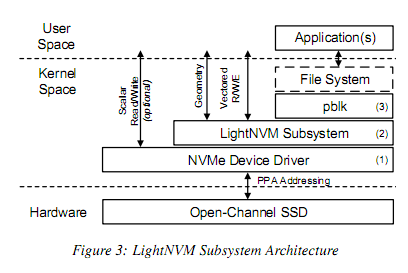 User
Space
Application(s)
Kernel
Space
File System
pblk
(3)
LightNVM Subsystem
(2)
NVMe Device Driver
(1)
Scalar
Read/Write
(optional)
Geometry
Vectored
R/W/E
PPA Addressing
Hardware
Open-Channel SSD
Figure 3: LightNVM Subsystem Architecture